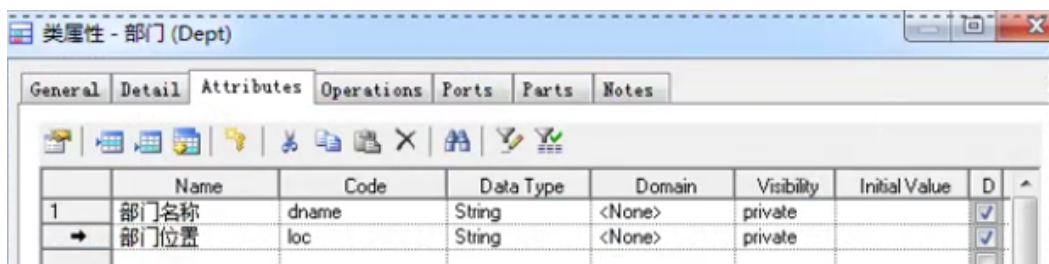 类属性 - 部门 (Dept)
General Detail Attributes Operations Ports Parts Notes
Name Code Data Type Domain Visibility Initial Value D
1 部门名称 dname String <None> private
部门位置 loc String <None> private